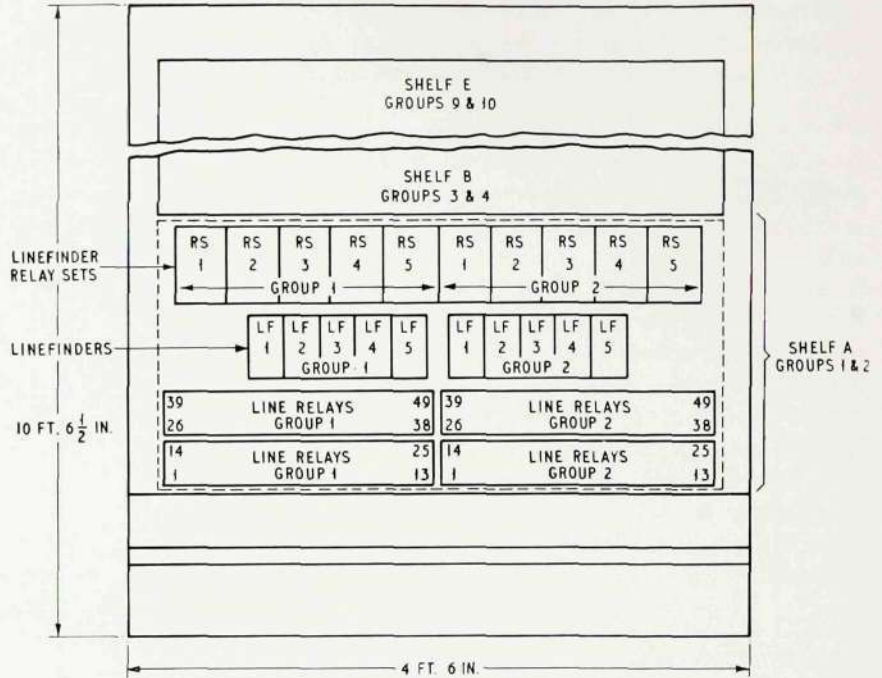 SHELF E
GROUPS 9 & 10
SHELF B
GROUPS 3 & 4
LINEFINDER
RELAY SETS
RS RS RS RS RS RS RS RS RS RS
1 2 3 4 5 1 2 3 4 5
GROUP 1 GROUP 2
LINEFINDERS
LF LF LF LF LF LF LF LF LF LF
1 2 3 4 5 1 2 3 4 5
GROUP 1 GROUP 2
SHELF A
GROUPS 1 & 2
10 FT. 6 1/2 IN.
39 LINE RELAYS 49 39 LINE RELAYS 49
26 GROUP 1 38 26 GROUP 2 38
14 LINE RELAYS 25 14 LINE RELAYS 25
1 GROUP 1 13 1 GROUP 2 13
4 FT. 6 IN.